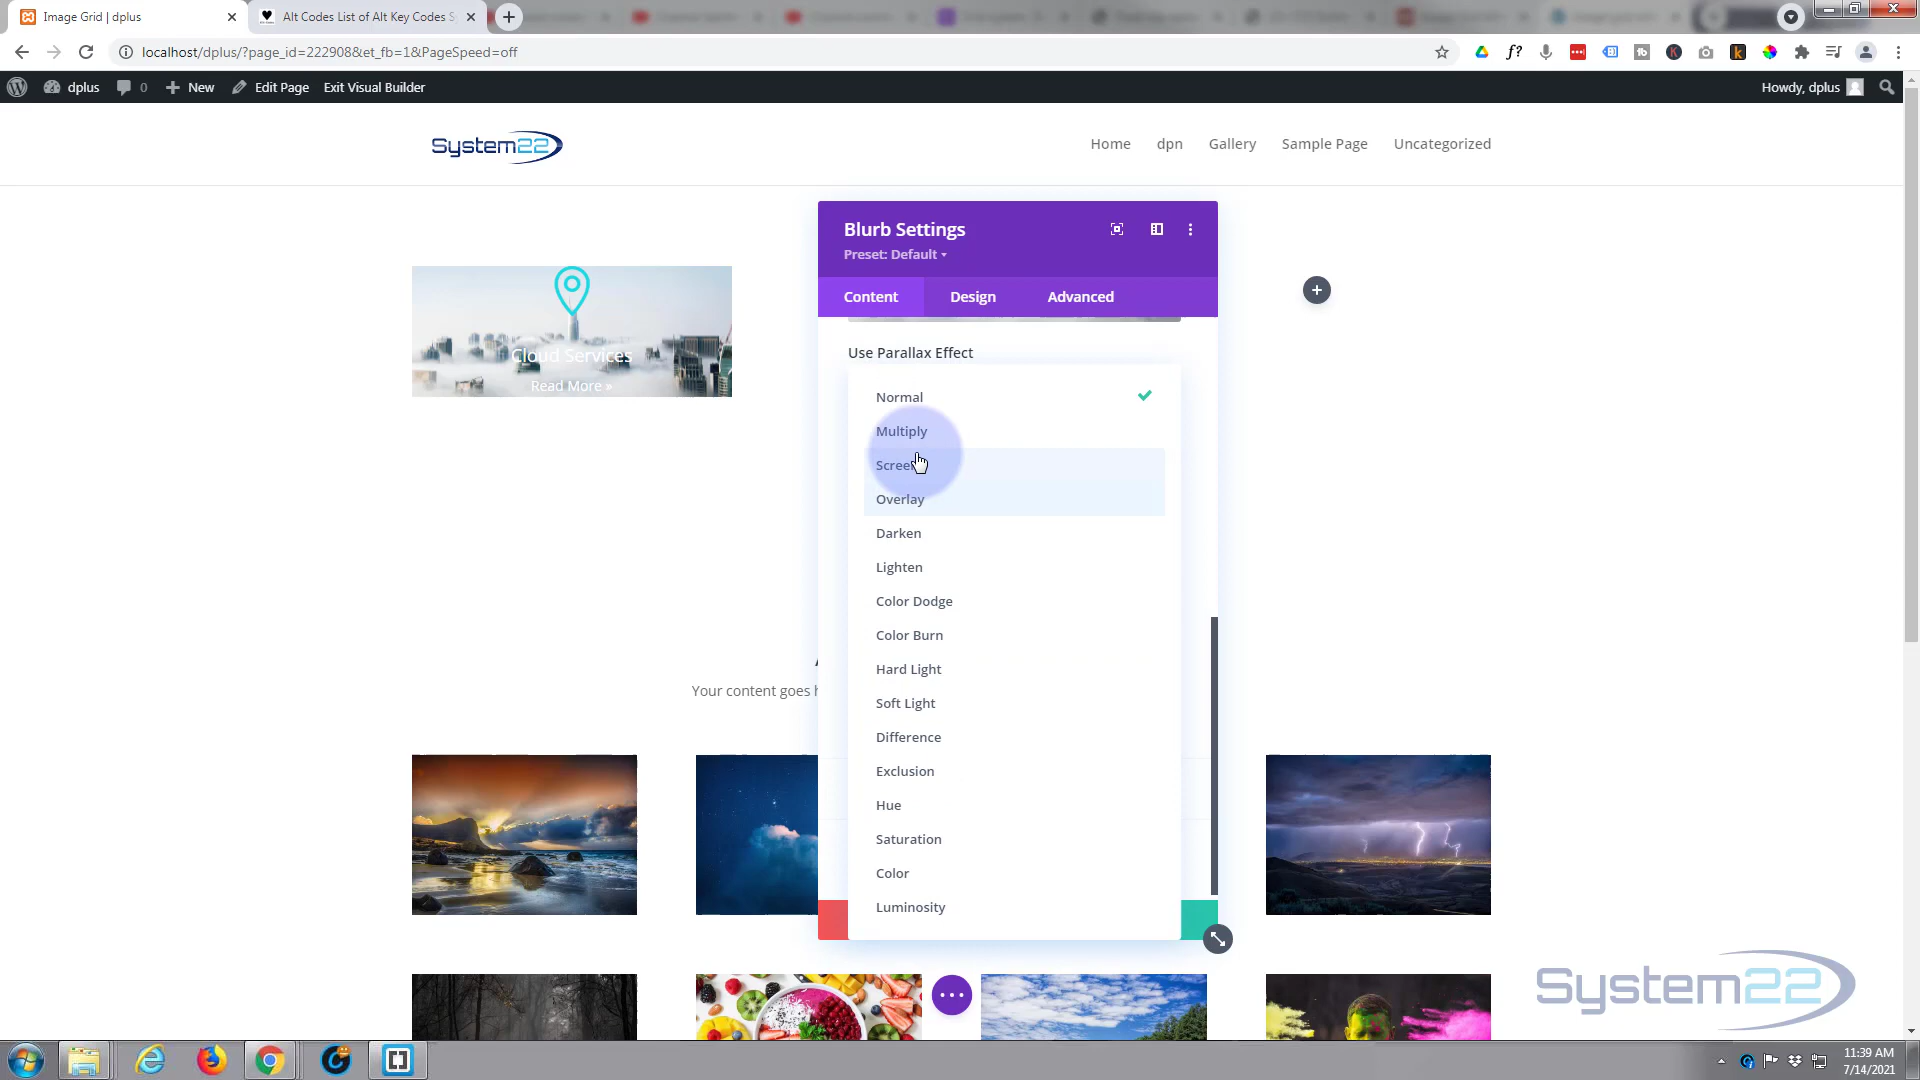 Image Grid | dplus
Alt Codes List of Alt Key Codes S
localhost/dplus/?page_id=222908&et_fb=1&PageSpeed=off
dplus
0
New
Edit Page
Exit Visual Builder
Howdy, dplus
System22
Home
dpn
Gallery
Sample Page
Uncategorized
Cloud Services
Read More »
Blurb Settings
Preset: Default
Content
Design
Advanced
Use Parallax Effect
Normal
Multiply
Screen
Overlay
Darken
Lighten
Color Dodge
Color Burn
Hard Light
Soft Light
Difference
Exclusion
Hue
Saturation
Color
Luminosity
Your content goes h
System22
11:39 AM
7/14/2021